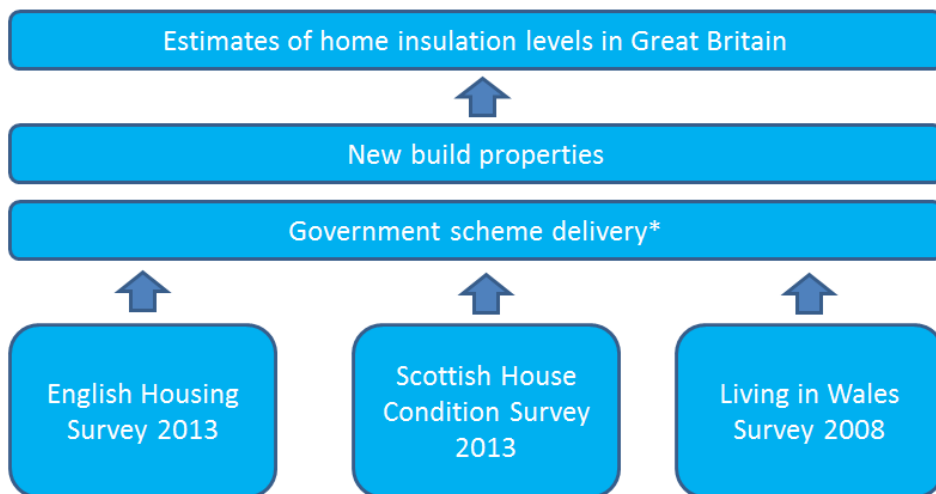 Estimates of home insulation levels in Great Britain
New build properties
Government scheme delivery*
English Housing
Survey 2013
Scottish House
Condition Survey
2013
Living in Wales
Survey 2008